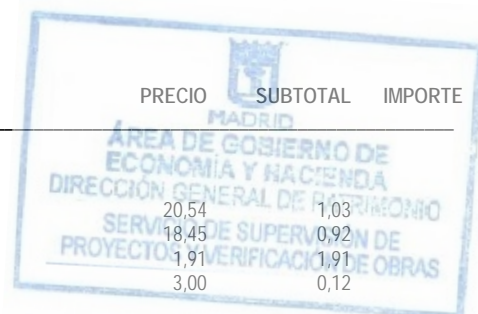 PRECIO SUBTOTAL IMPORTE
MADRID
ÁREA DE GOBIERNO DE
ECONOMÍA Y HACIENDA
DIRECCIÓN GENERAL DE PATRIMONIO
20,54 1,03
SERVICIO DE SUPERVISIÓN DE
18,45 0,92
PROYECTOS Y VERIFICACIÓN DE OBRAS
1,91 1,91
3,00 0,12